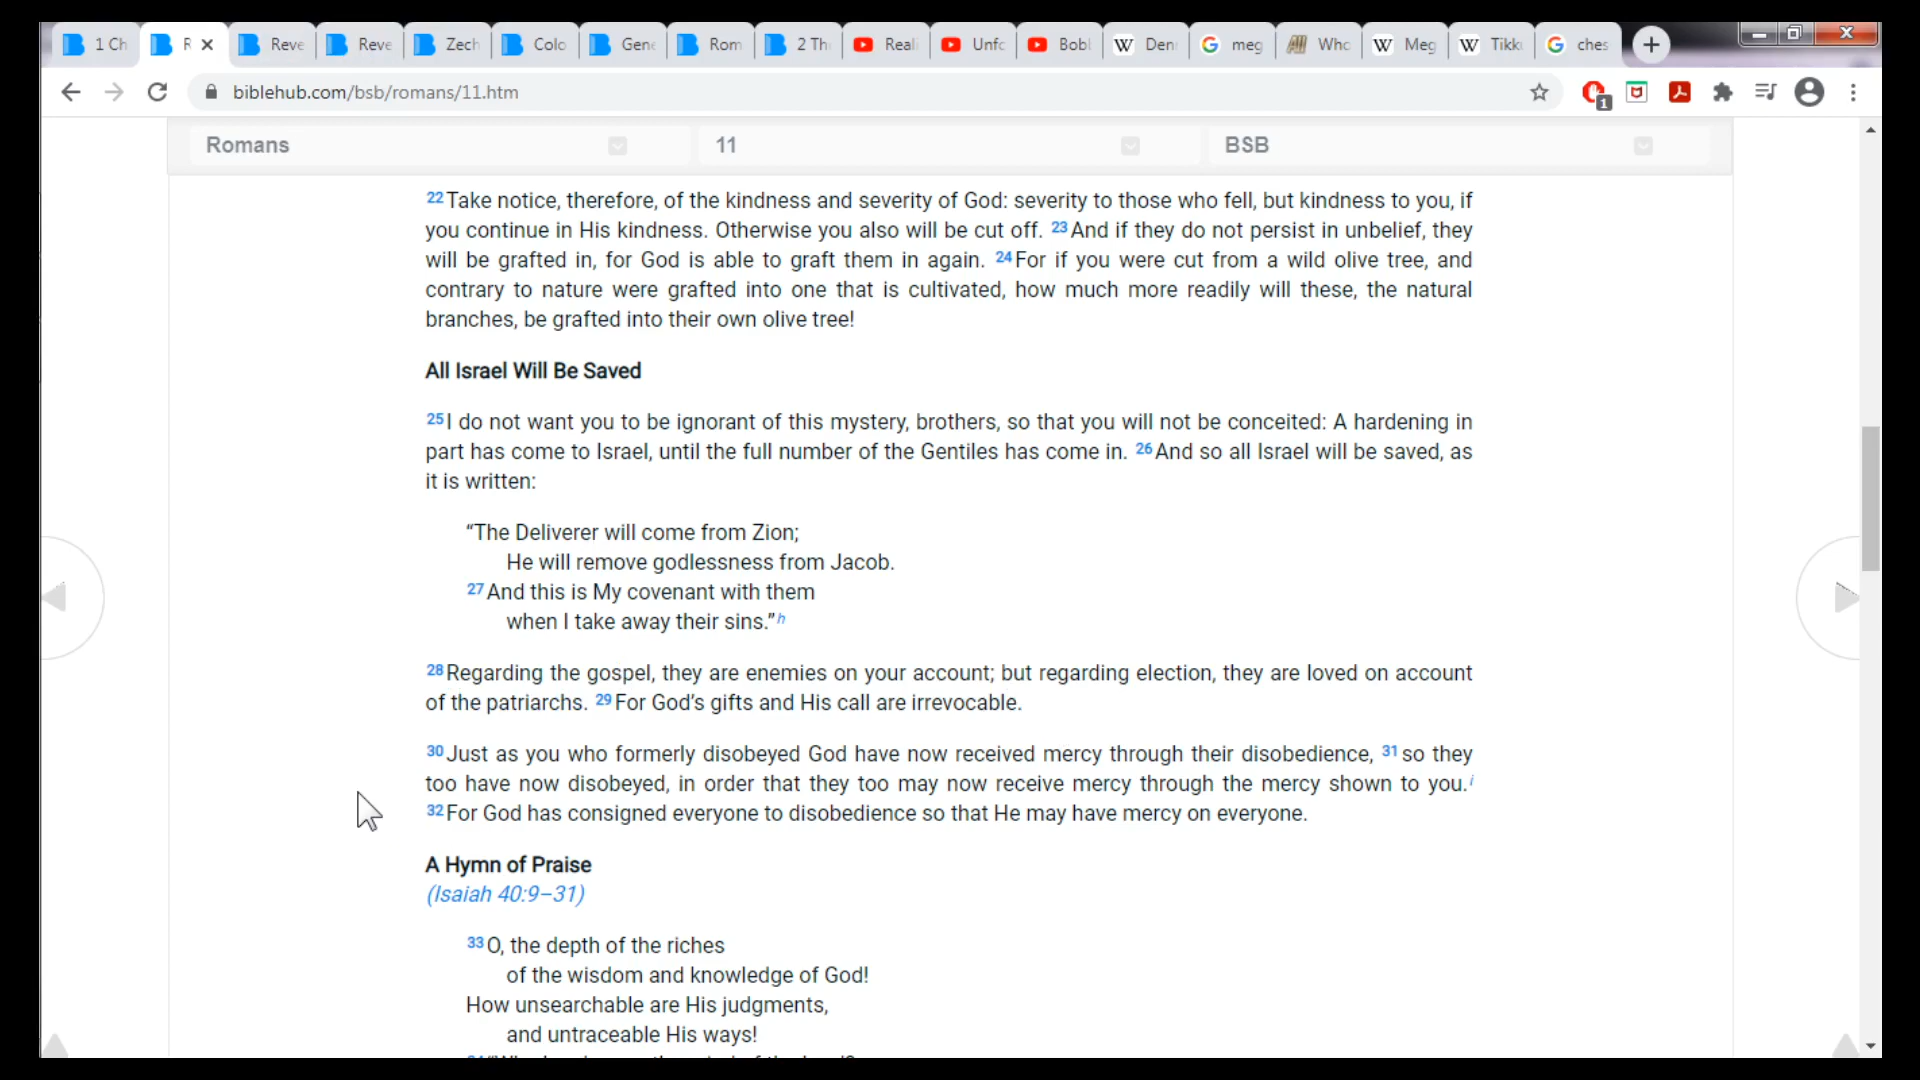 1 Ch
R
Reve
Reve
Zech
Colo
Gene
Rom
2 Th
Real
Unfo
Bobl
Den
meg
Who
Meg
Tikk
ches
biblehub.com/bsb/romans/11.htm
1
Romans
11
BSB
22 Take notice, therefore, of the kindness and severity of God: severity to those who fell, but kindness to you, if
you continue in His kindness. Otherwise you also will be cut off. 23 And if they do not persist in unbelief, they
will be grafted in, for God is able to graft them in again. 24 For if you were cut from a wild olive tree, and
contrary to nature were grafted into one that is cultivated, how much more readily will these, the natural
branches, be grafted into their own olive tree!
All Israel Will Be Saved
25 I do not want you to be ignorant of this mystery, brothers, so that you will not be conceited: A hardening in
part has come to Israel, until the full number of the Gentiles has come in. 26 And so all Israel will be saved, as
it is written:
“The Deliverer will come from Zion;
He will remove godlessness from Jacob.
27 And this is My covenant with them
when I take away their sins.” h
28 Regarding the gospel, they are enemies on your account; but regarding election, they are loved on account
of the patriarchs. 29 For God’s gifts and His call are irrevocable.
30 Just as you who formerly disobeyed God have now received mercy through their disobedience, 31 so they
too have now disobeyed, in order that they too may now receive mercy through the mercy shown to you. i
32 For God has consigned everyone to disobedience so that He may have mercy on everyone.
A Hymn of Praise
(Isaiah 40:9–31)
33 O, the depth of the riches
of the wisdom and knowledge of God!
How unsearchable are His judgments,
and untraceable His ways!